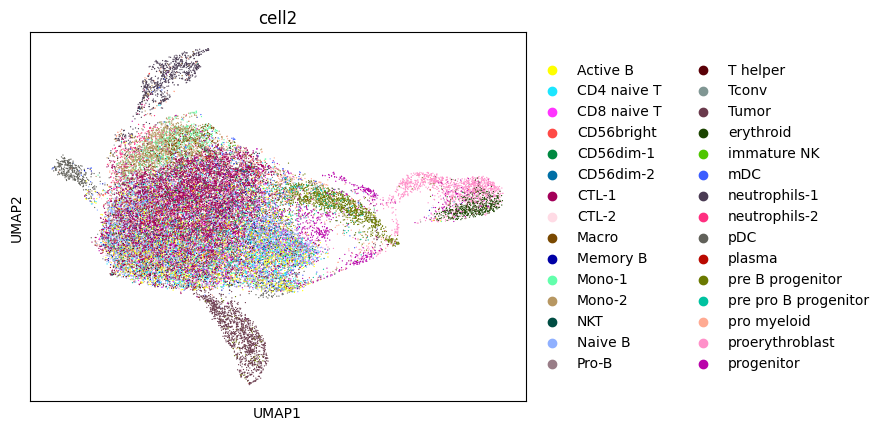 cell2
UMAP2
UMAP1
Active B
CD4 naive T
CD8 naive T
CD56bright
CD56dim-1
CD56dim-2
CTL-1
CTL-2
Macro
Memory B
Mono-1
Mono-2
NKT
Naive B
Pro-B
T helper
Tconv
Tumor
erythroid
immature NK
mDC
neutrophils-1
neutrophils-2
pDC
plasma
pre B progenitor
pre pro B progenitor
pro myeloid
proerythroblast
progenitor